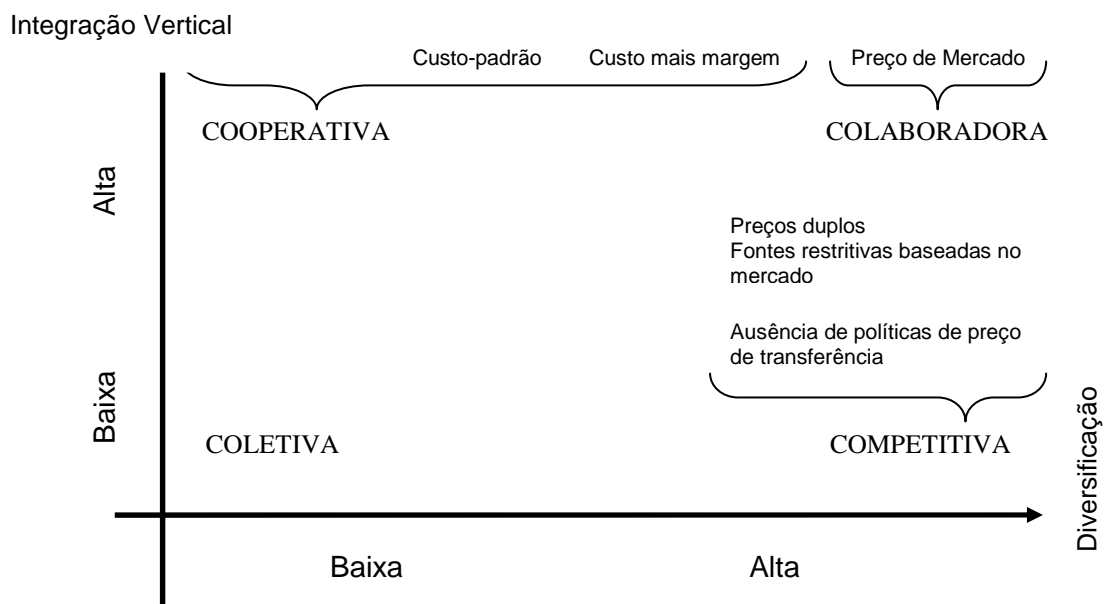 Integração Vertical
Custo-padrão
Custo mais margem
Preço de Mercado
COOPERATIVA
COLABORADORA
Alta
Preços duplos
Fontes restritivas baseadas no
mercado
Ausência de políticas de preço
de transferência
Baixa
COLETIVA
COMPETITIVA
Diversificação
Baixa
Alta